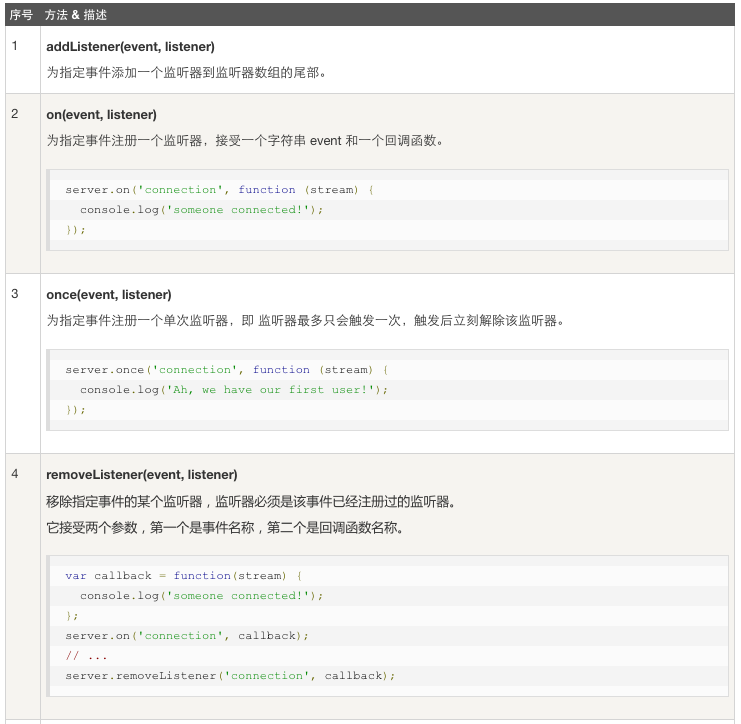 序号 方法 & 描述
1 addListener(event, listener)
为指定事件添加一个监听器到监听器数组的尾部。
2 on(event, listener)
为指定事件注册一个监听器，接受一个字符串 event 和一个回调函数。
server.on('connection', function (stream) {
  console.log('someone connected!');
});
3 once(event, listener)
为指定事件注册一个单次监听器，即 监听器最多只会触发一次，触发后立刻解除该监听器。
server.once('connection', function (stream) {
  console.log('Ah, we have our first user!');
});
4 removeListener(event, listener)
移除指定事件的某个监听器，监听器必须是该事件已经注册过的监听器。
它接受两个参数，第一个是事件名称，第二个是回调函数名称。
var callback = function(stream) {
  console.log('someone connected!');
};
server.on('connection', callback);
// ...
server.removeListener('connection', callback);